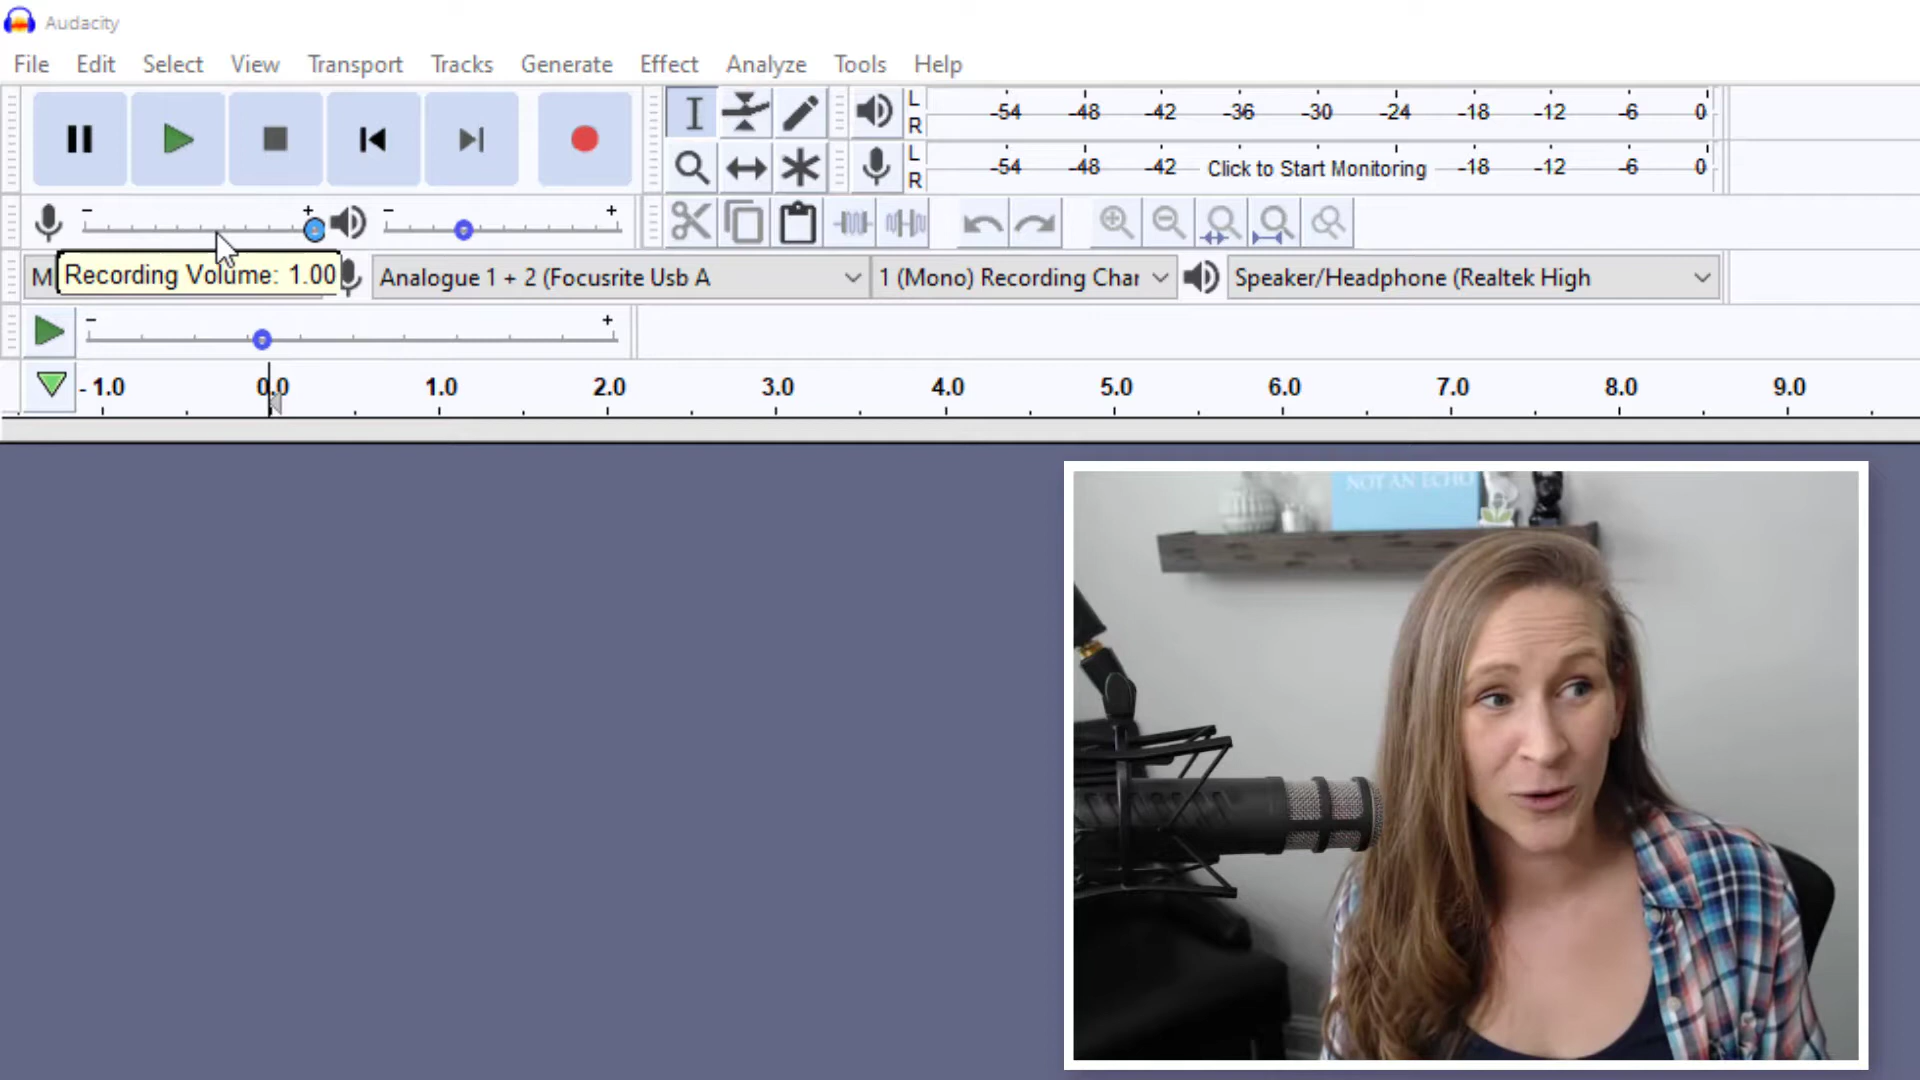 Audacity
File Edit Select View Transport Tracks Generate Effect Analyze Tools Help
L
R
-54 -48 -42 -36 -30 -24 -18 -12 -6 0
L
R
-54 -48 -42 Click to Start Monitoring -18 -12 -6 0
- + - +
M
Recording Volume: 1.00
Analogue 1 + 2 (Focusrite Usb A
1 (Mono) Recording Char
Speaker/Headphone (Realtek High
- +
-1.0 0.0 1.0 2.0 3.0 4.0 5.0 6.0 7.0 8.0 9.0
NOT AN ECHO